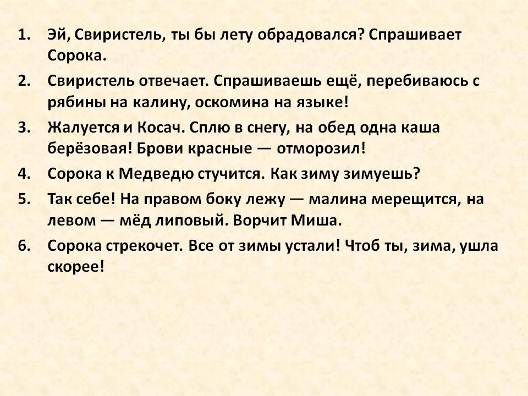 1. Эй, Свиристель, ты бы лету обрадовался? Спрашивает
Сорока.
2. Свиристель отвечает. Спрашиваешь ещё, перебиваюсь с
рябины на калину, оскомина на языке!
3. Жалуется и Косач. Сплю в снегу, на обед одна каша
берёзовая! Брови красные — отморозил!
4. Сорока к Медведю стучится. Как зиму зимуешь?
5. Так себе! На правом боку лежу — малина мерещится, на
левом — мёд липовый. Ворчит Миша.
6. Сорока стрекочет. Все от зимы устали! Чтоб ты, зима, ушла
скорее!